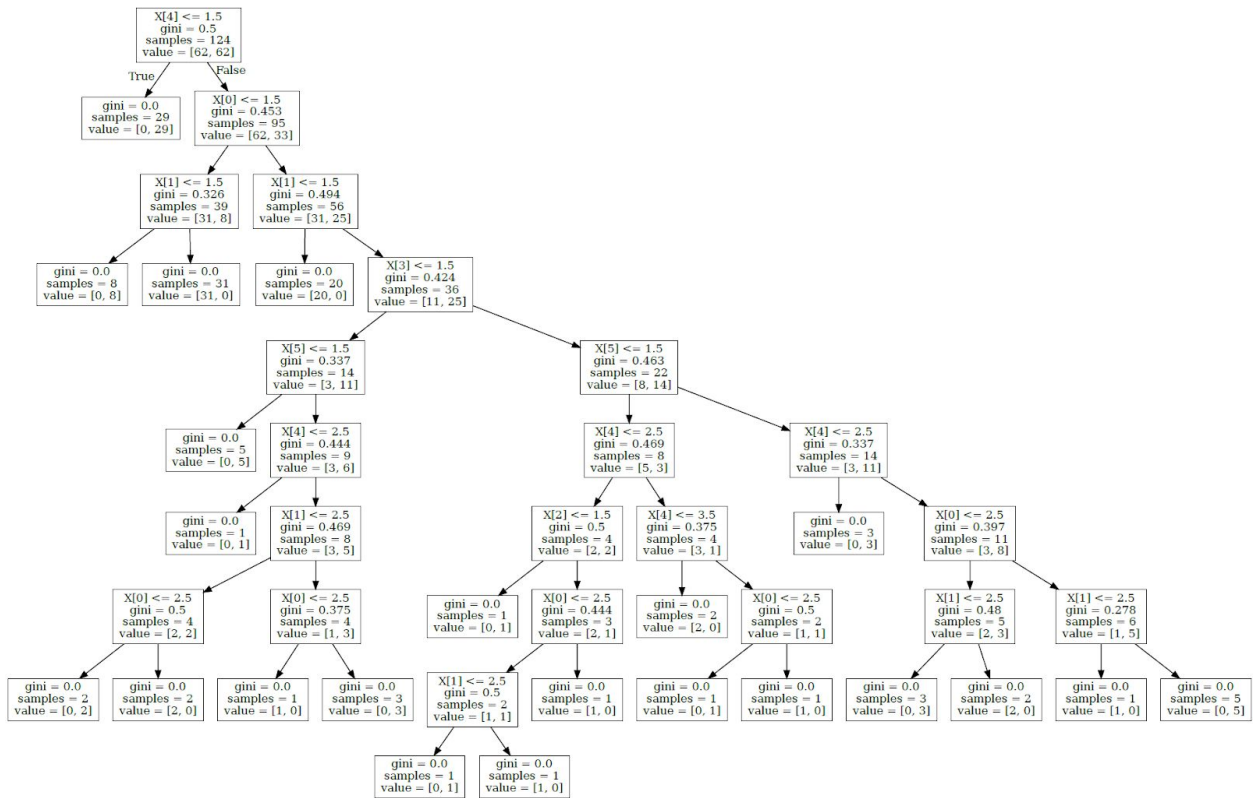 X[4] <= 1.5
gini = 0.5
samples = 124
value = [62, 62]
True
False
gini = 0.0
samples = 29
value = [0, 29]
X[0] <= 1.5
gini = 0.453
samples = 95
value = [62, 33]
X[1] <= 1.5
gini = 0.326
samples = 39
value = [31, 8]
X[1] <= 1.5
gini = 0.494
samples = 56
value = [31, 25]
gini = 0.0
samples = 8
value = [0, 8]
gini = 0.0
samples = 31
value = [31, 0]
gini = 0.0
samples = 20
value = [20, 0]
X[3] <= 1.5
gini = 0.424
samples = 36
value = [11, 25]
X[5] <= 1.5
gini = 0.337
samples = 14
value = [3, 11]
X[5] <= 1.5
gini = 0.463
samples = 22
value = [8, 14]
gini = 0.0
samples = 5
value = [0, 5]
X[4] <= 2.5
gini = 0.444
samples = 9
value = [3, 6]
X[4] <= 2.5
gini = 0.469
samples = 8
value = [5, 3]
X[4] <= 2.5
gini = 0.337
samples = 14
value = [3, 11]
gini = 0.0
samples = 1
value = [0, 1]
X[1] <= 2.5
gini = 0.469
samples = 8
value = [3, 5]
X[2] <= 1.5
gini = 0.5
samples = 4
value = [2, 2]
X[4] <= 3.5
gini = 0.375
samples = 4
value = [3, 1]
gini = 0.0
samples = 3
value = [0, 3]
X[0] <= 2.5
gini = 0.397
samples = 11
value = [3, 8]
X[0] <= 2.5
gini = 0.5
samples = 4
value = [2, 2]
X[0] <= 2.5
gini = 0.375
samples = 4
value = [1, 3]
gini = 0.0
samples = 1
value = [0, 1]
X[0] <= 2.5
gini = 0.444
samples = 3
value = [2, 1]
gini = 0.0
samples = 2
value = [2, 0]
X[0] <= 2.5
gini = 0.5
samples = 2
value = [1, 1]
X[1] <= 2.5
gini = 0.48
samples = 5
value = [2, 3]
X[1] <= 2.5
gini = 0.278
samples = 6
value = [1, 5]
gini = 0.0
samples = 2
value = [0, 2]
gini = 0.0
samples = 2
value = [2, 0]
gini = 0.0
samples = 1
value = [1, 0]
gini = 0.0
samples = 3
value = [0, 3]
X[1] <= 2.5
gini = 0.5
samples = 2
value = [1, 1]
gini = 0.0
samples = 1
value = [1, 0]
gini = 0.0
samples = 1
value = [0, 1]
gini = 0.0
samples = 1
value = [1, 0]
gini = 0.0
samples = 3
value = [0, 3]
gini = 0.0
samples = 2
value = [2, 0]
gini = 0.0
samples = 1
value = [1, 0]
gini = 0.0
samples = 5
value = [0, 5]
gini = 0.0
samples = 1
value = [0, 1]
gini = 0.0
samples = 1
value = [1, 0]